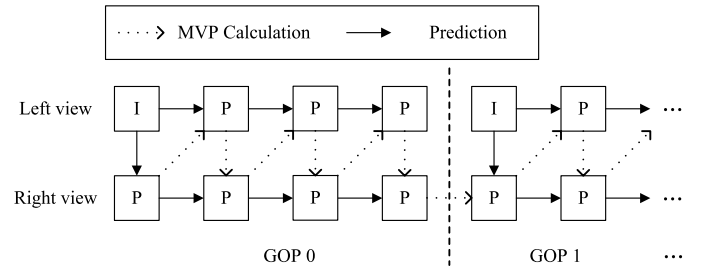 MVP Calculation Prediction
Left view I P P P I P ...
Right view P P P P P P ...
GOP 0 GOP 1 ...